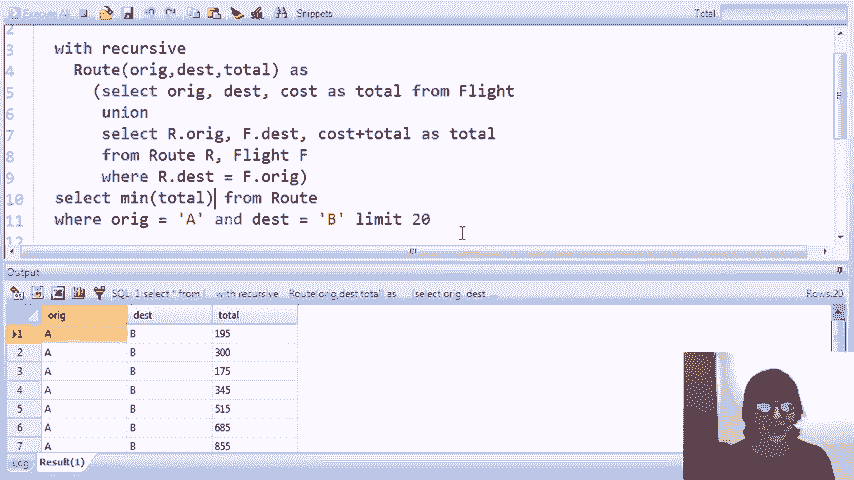 Execute All Snippets Total
2
3 with recursive
4 Route(orig,dest,total) as
5 (select orig, dest, cost as total from Flight
6 union
7 select R.orig, F.dest, cost+total as total
8 from Route R, Flight F
9 where R.dest = F.orig)
10 select min(total) from Route
11 where orig = 'A' and dest = 'B' limit 20
12
Output
SQL: 1 select * from ( with recursive Route(orig,dest,total) as (select orig, dest, Rows:20
orig dest total
1 A B 195
2 A B 300
3 A B 175
4 A B 345
5 A B 515
6 A B 685
7 A B 855
Log Result(1)